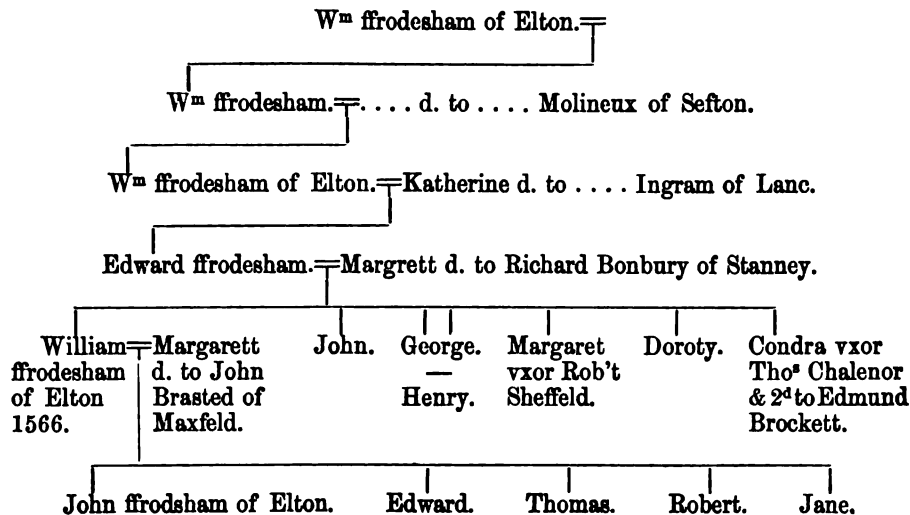 Wᵐ ffrodesham of Elton.
Wᵐ ffrodesham. . . . . d. to . . . . Molineux of Sefton.
Wᵐ ffrodesham of Elton. Katherine d. to . . . . Ingram of Lanc.
Edward ffrodesham. Margrett d. to Richard Bonbury of Stanney.
William
ffrodesham
of Elton
1566.
Margarett
d. to John
Brasted of
Maxfeld.
John.
George.
—
Henry.
Margaret
vxor Rob't
Sheffeld.
Doroty.
Condra vxor
Thoˢ Chalenor
& 2ᵈ to Edmund
Brockett.
John ffrodsham of Elton. Edward. Thomas. Robert. Jane.